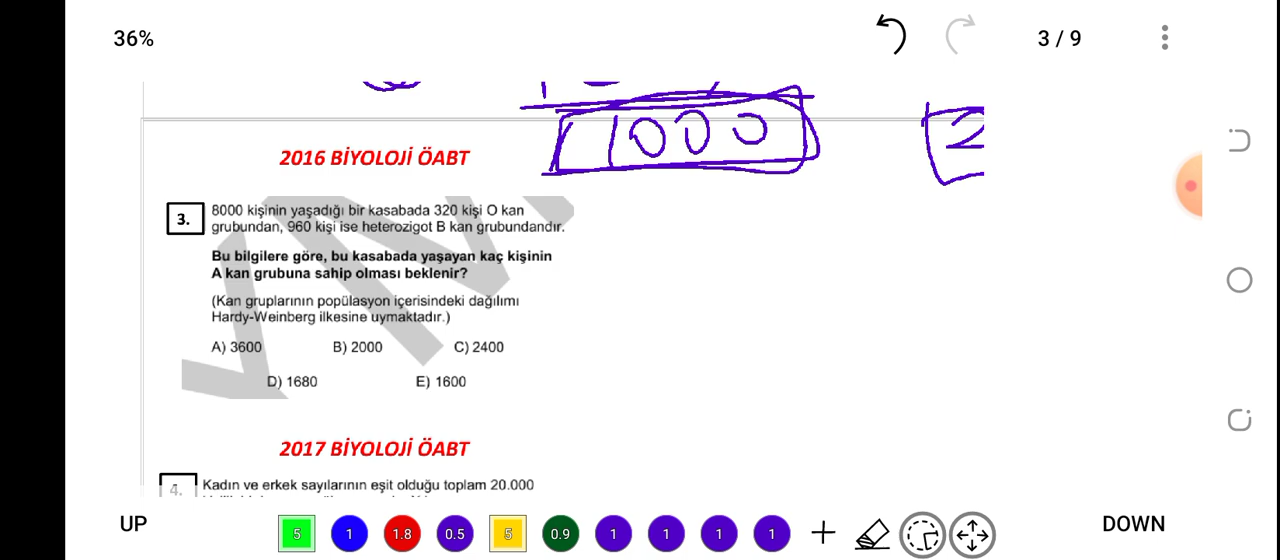 36%
3 / 9
1000
2
2016 BİYOLOJİ ÖABT
3.
8000 kişinin yaşadığı bir kasabada 320 kişi O kan
grubundan, 960 kişi ise heterozigot B kan grubundandır.
Bu bilgilere göre, bu kasabada yaşayan kaç kişinin
A kan grubuna sahip olması beklenir?
(Kan gruplarının popülasyon içerisindeki dağılımı
Hardy-Weinberg ilkesine uymaktadır.)
A) 3600 B) 2000 C) 2400
D) 1680 E) 1600
2017 BİYOLOJİ ÖABT
4.
Kadın ve erkek sayılarının eşit olduğu toplam 20.000
UP
5 1 1.8 0.5 5 0.9 1 1 1 1
DOWN